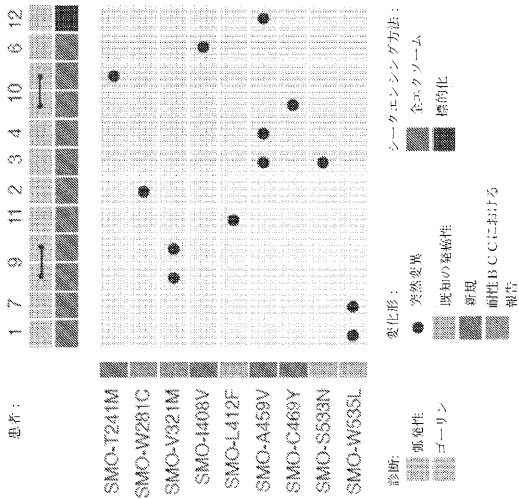 患者:
1 7 9 11 2 3 4 10 6 12
SMO-T241M
SMO-W281C
SMO-V321M
SMO-I408V
SMO-L412F
SMO-A459V
SMO-C469Y
SMO-S533N
SMO-W535L
診断:
孤発性
ゴーリン
変化形:
突然変異
既知の発癌性
新規
耐性BCCにおける
報告
シークエンシング方法:
全エクソーム
標的化